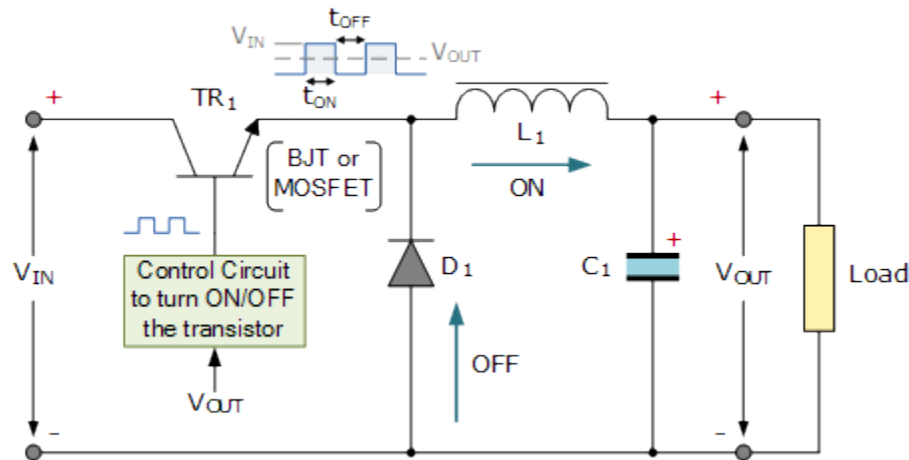 tOFF
VIN
VOUT
tON
+
TR1
+
L1
BJT or
MOSFET
ON
+
VIN
Control Circuit
to turn ON/OFF
the transistor
D1
C1
VOUT
Load
OFF
VOUT
-
-